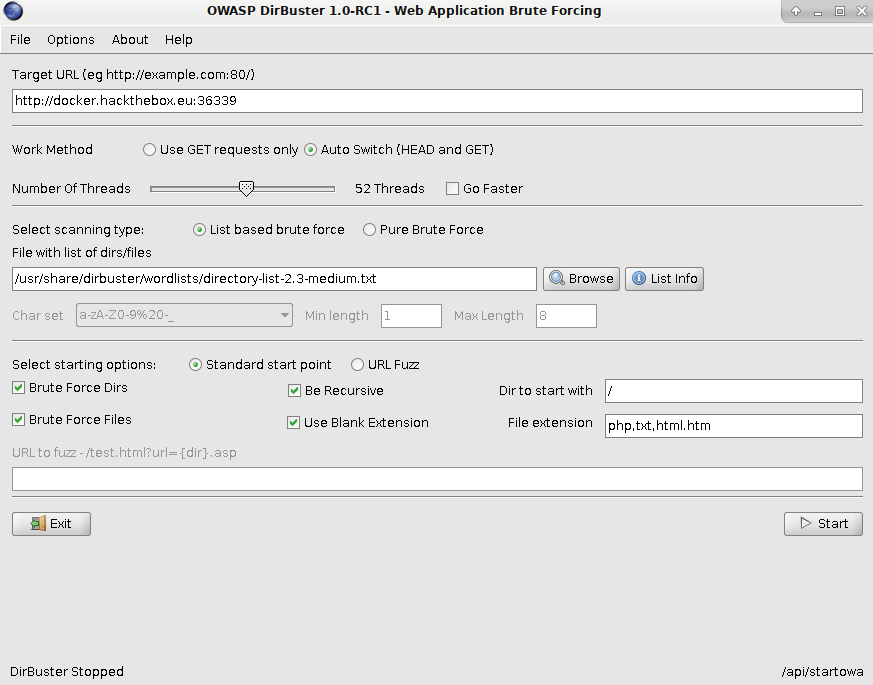 OWASP DirBuster 1.0-RC1 - Web Application Brute Forcing
File Options About Help
Target URL (eg http://example.com:80/)
http://docker.hackthebox.eu:36339
Work Method Use GET requests only Auto Switch (HEAD and GET)
Number Of Threads 52 Threads Go Faster
Select scanning type: List based brute force Pure Brute Force
File with list of dirs/files
/usr/share/dirbuster/wordlists/directory-list-2.3-medium.txt Browse List Info
Char set a-zA-Z0-9%20-_ Min length 1 Max Length 8
Select starting options: Standard start point URL Fuzz
Brute Force Dirs Be Recursive Dir to start with /
Brute Force Files Use Blank Extension File extension php,txt,html.htm
URL to fuzz - /test.html?url={dir}.asp
Exit Start
DirBuster Stopped /api/startowa